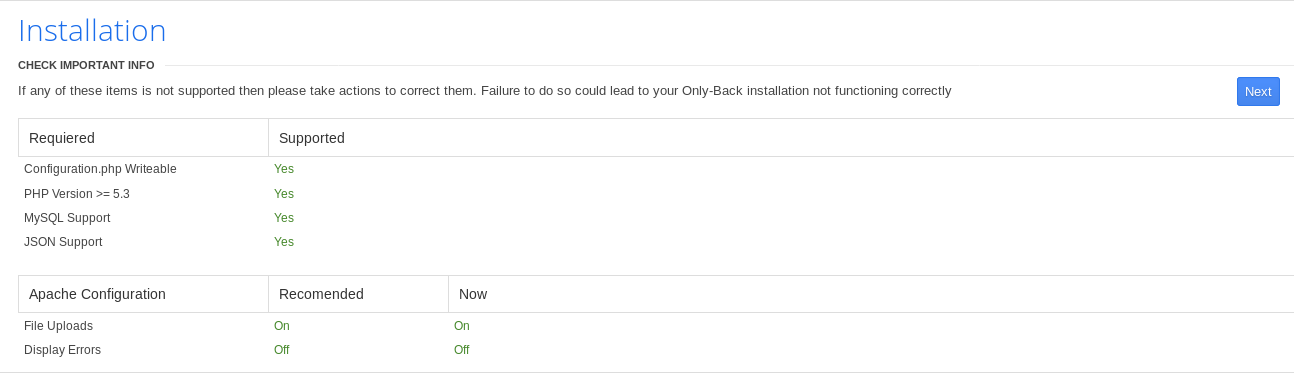 Installation
CHECK IMPORTANT INFO
If any of these items is not supported then please take actions to correct them. Failure to do so could lead to your Only-Back installation not functioning correctly
Next
Requiered Supported
Configuration.php Writeable Yes
PHP Version >= 5.3 Yes
MySQL Support Yes
JSON Support Yes
Apache Configuration Recomended Now
File Uploads On On
Display Errors Off Off